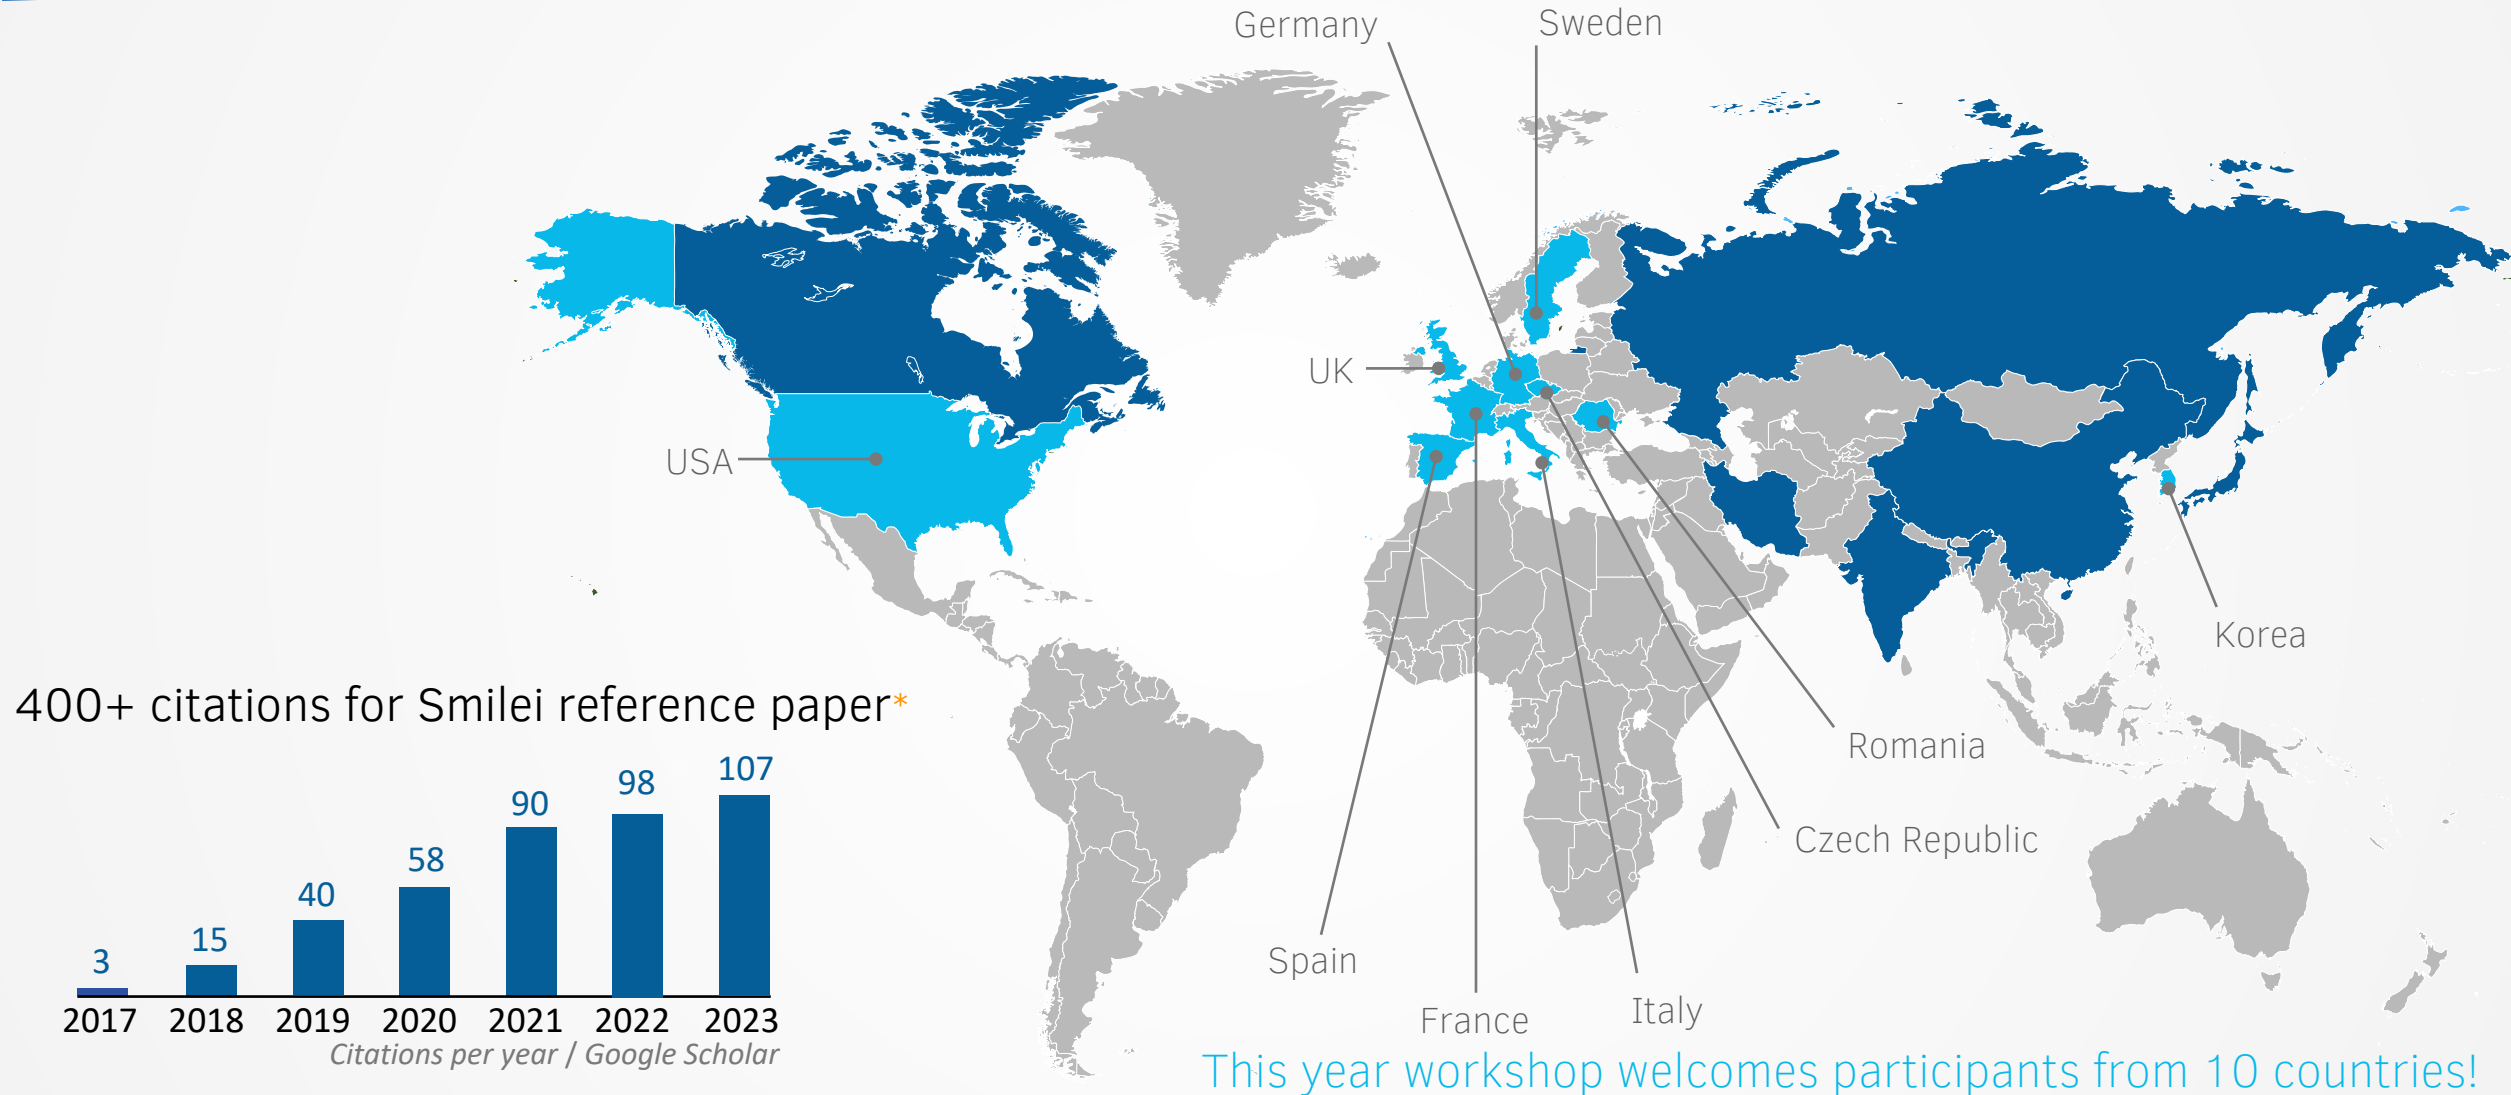 Germany
Sweden
UK
USA
Korea
400+ citations for Smilei reference paper*
Romania
107
98
90
Czech Republic
58
40
15
Spain
3
Italy
2017 2018 2019 2020 2021 2022 2023
France
Citations per year / Google Scholar
This year workshop welcomes participants from 10 countries!